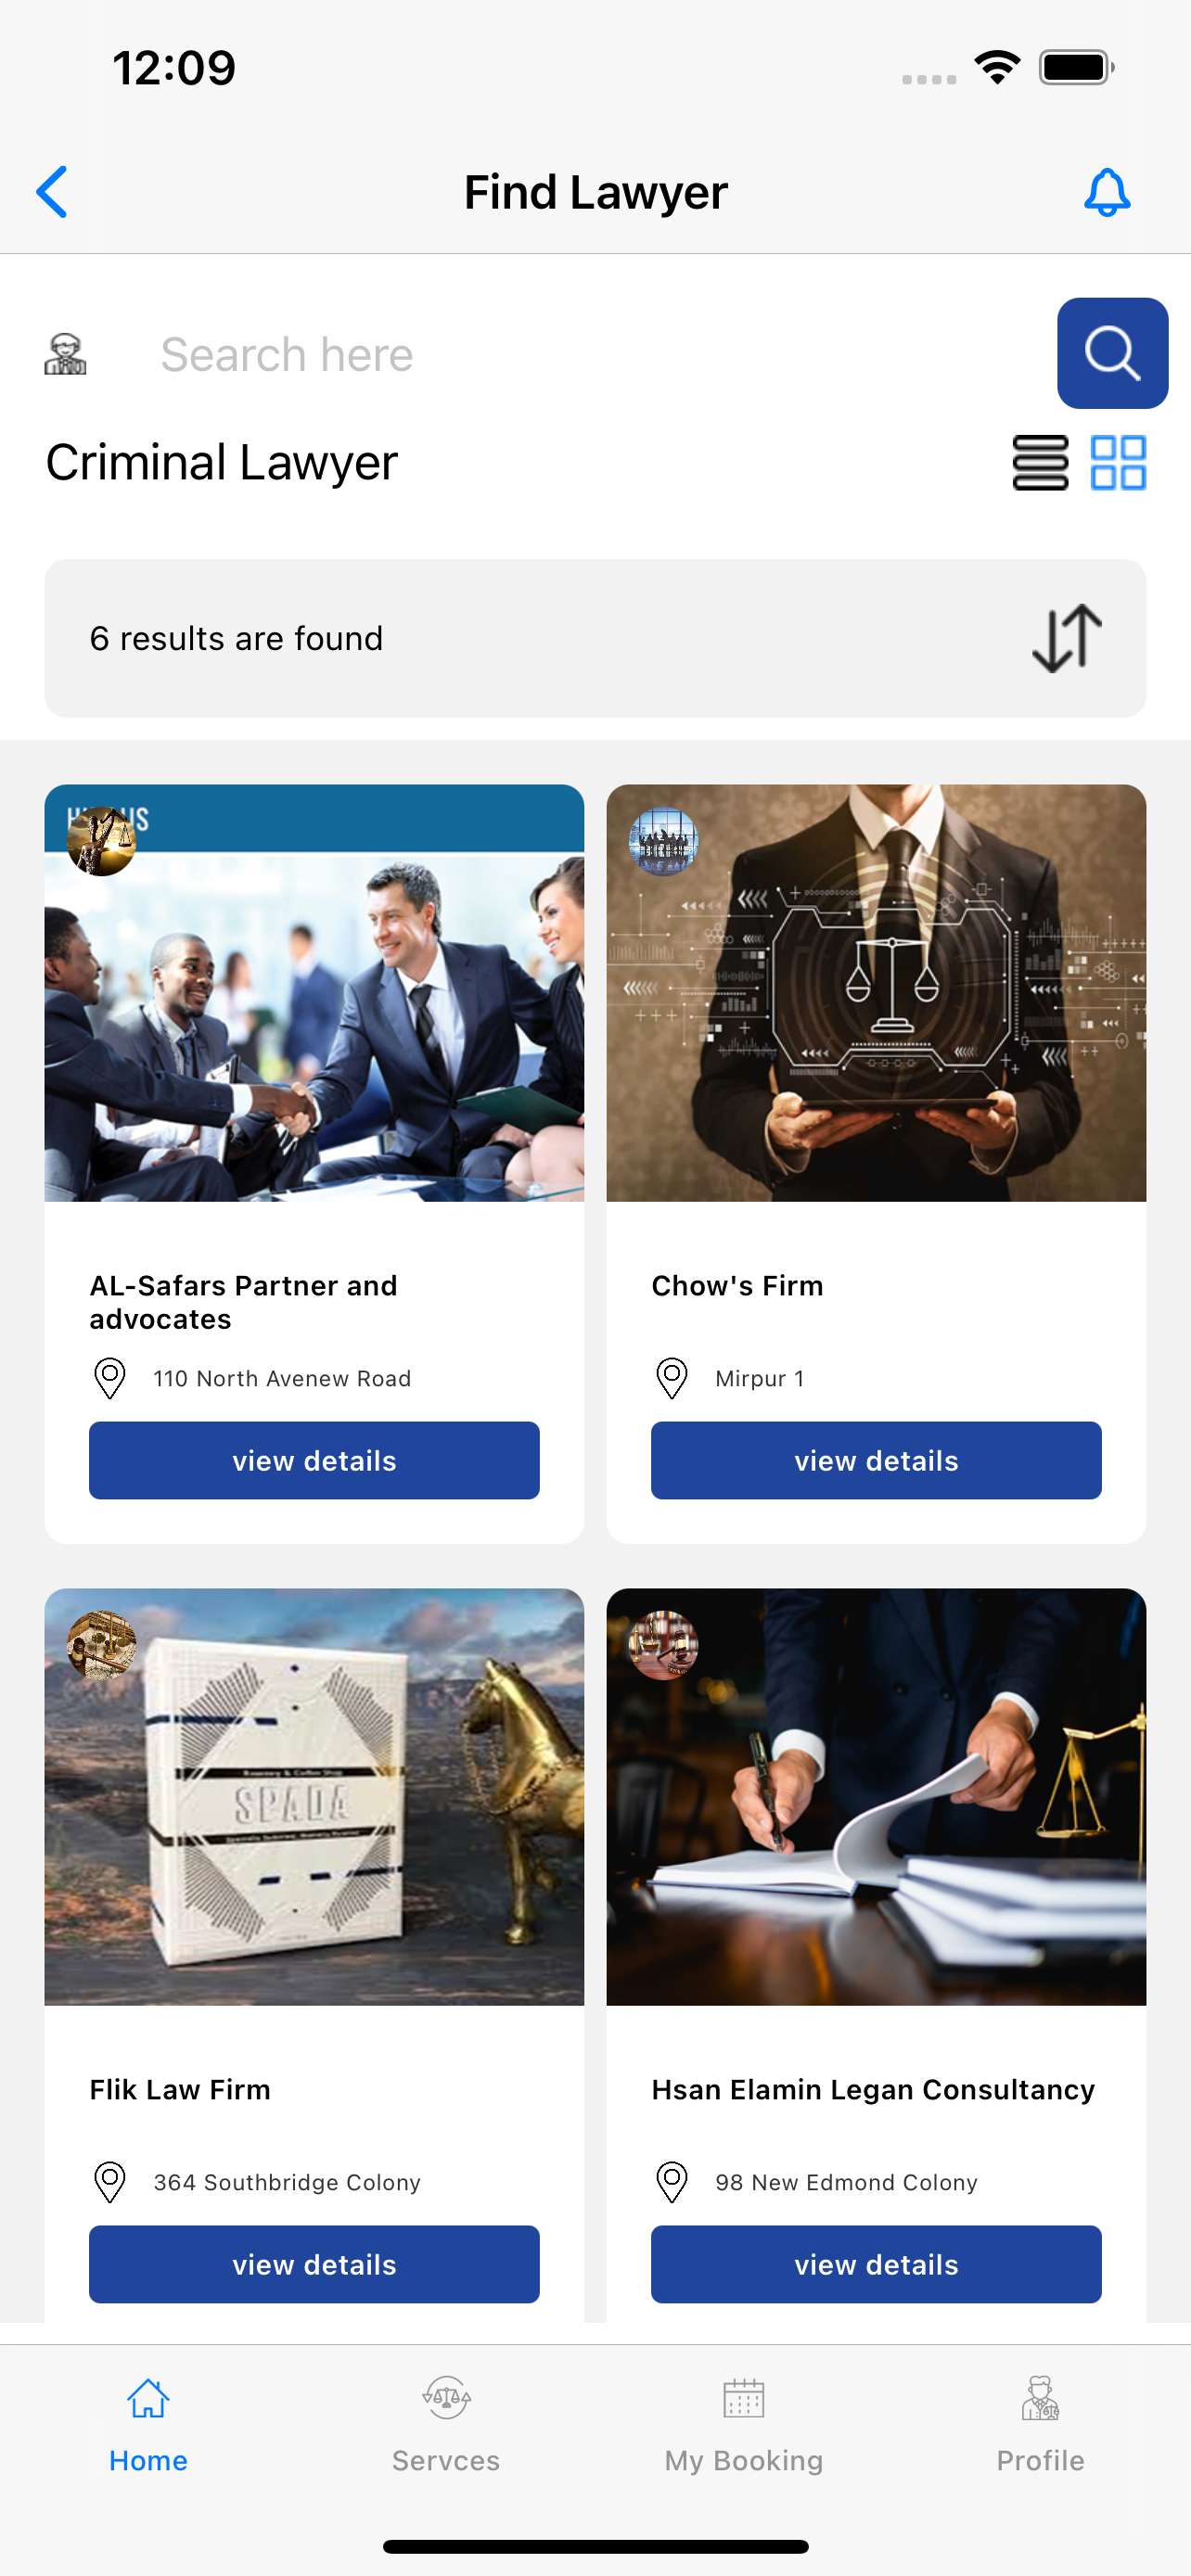 12:09
Find Lawyer
Search here
Criminal Lawyer
6 results are found
AL-Safars Partner and
advocates
110 North Avenew Road
view details
Chow's Firm
Mirpur 1
view details
SPADA
Flik Law Firm
364 Southbridge Colony
view details
Hsan Elamin Legan Consultancy
98 New Edmond Colony
view details
Home
Servces
My Booking
Profile